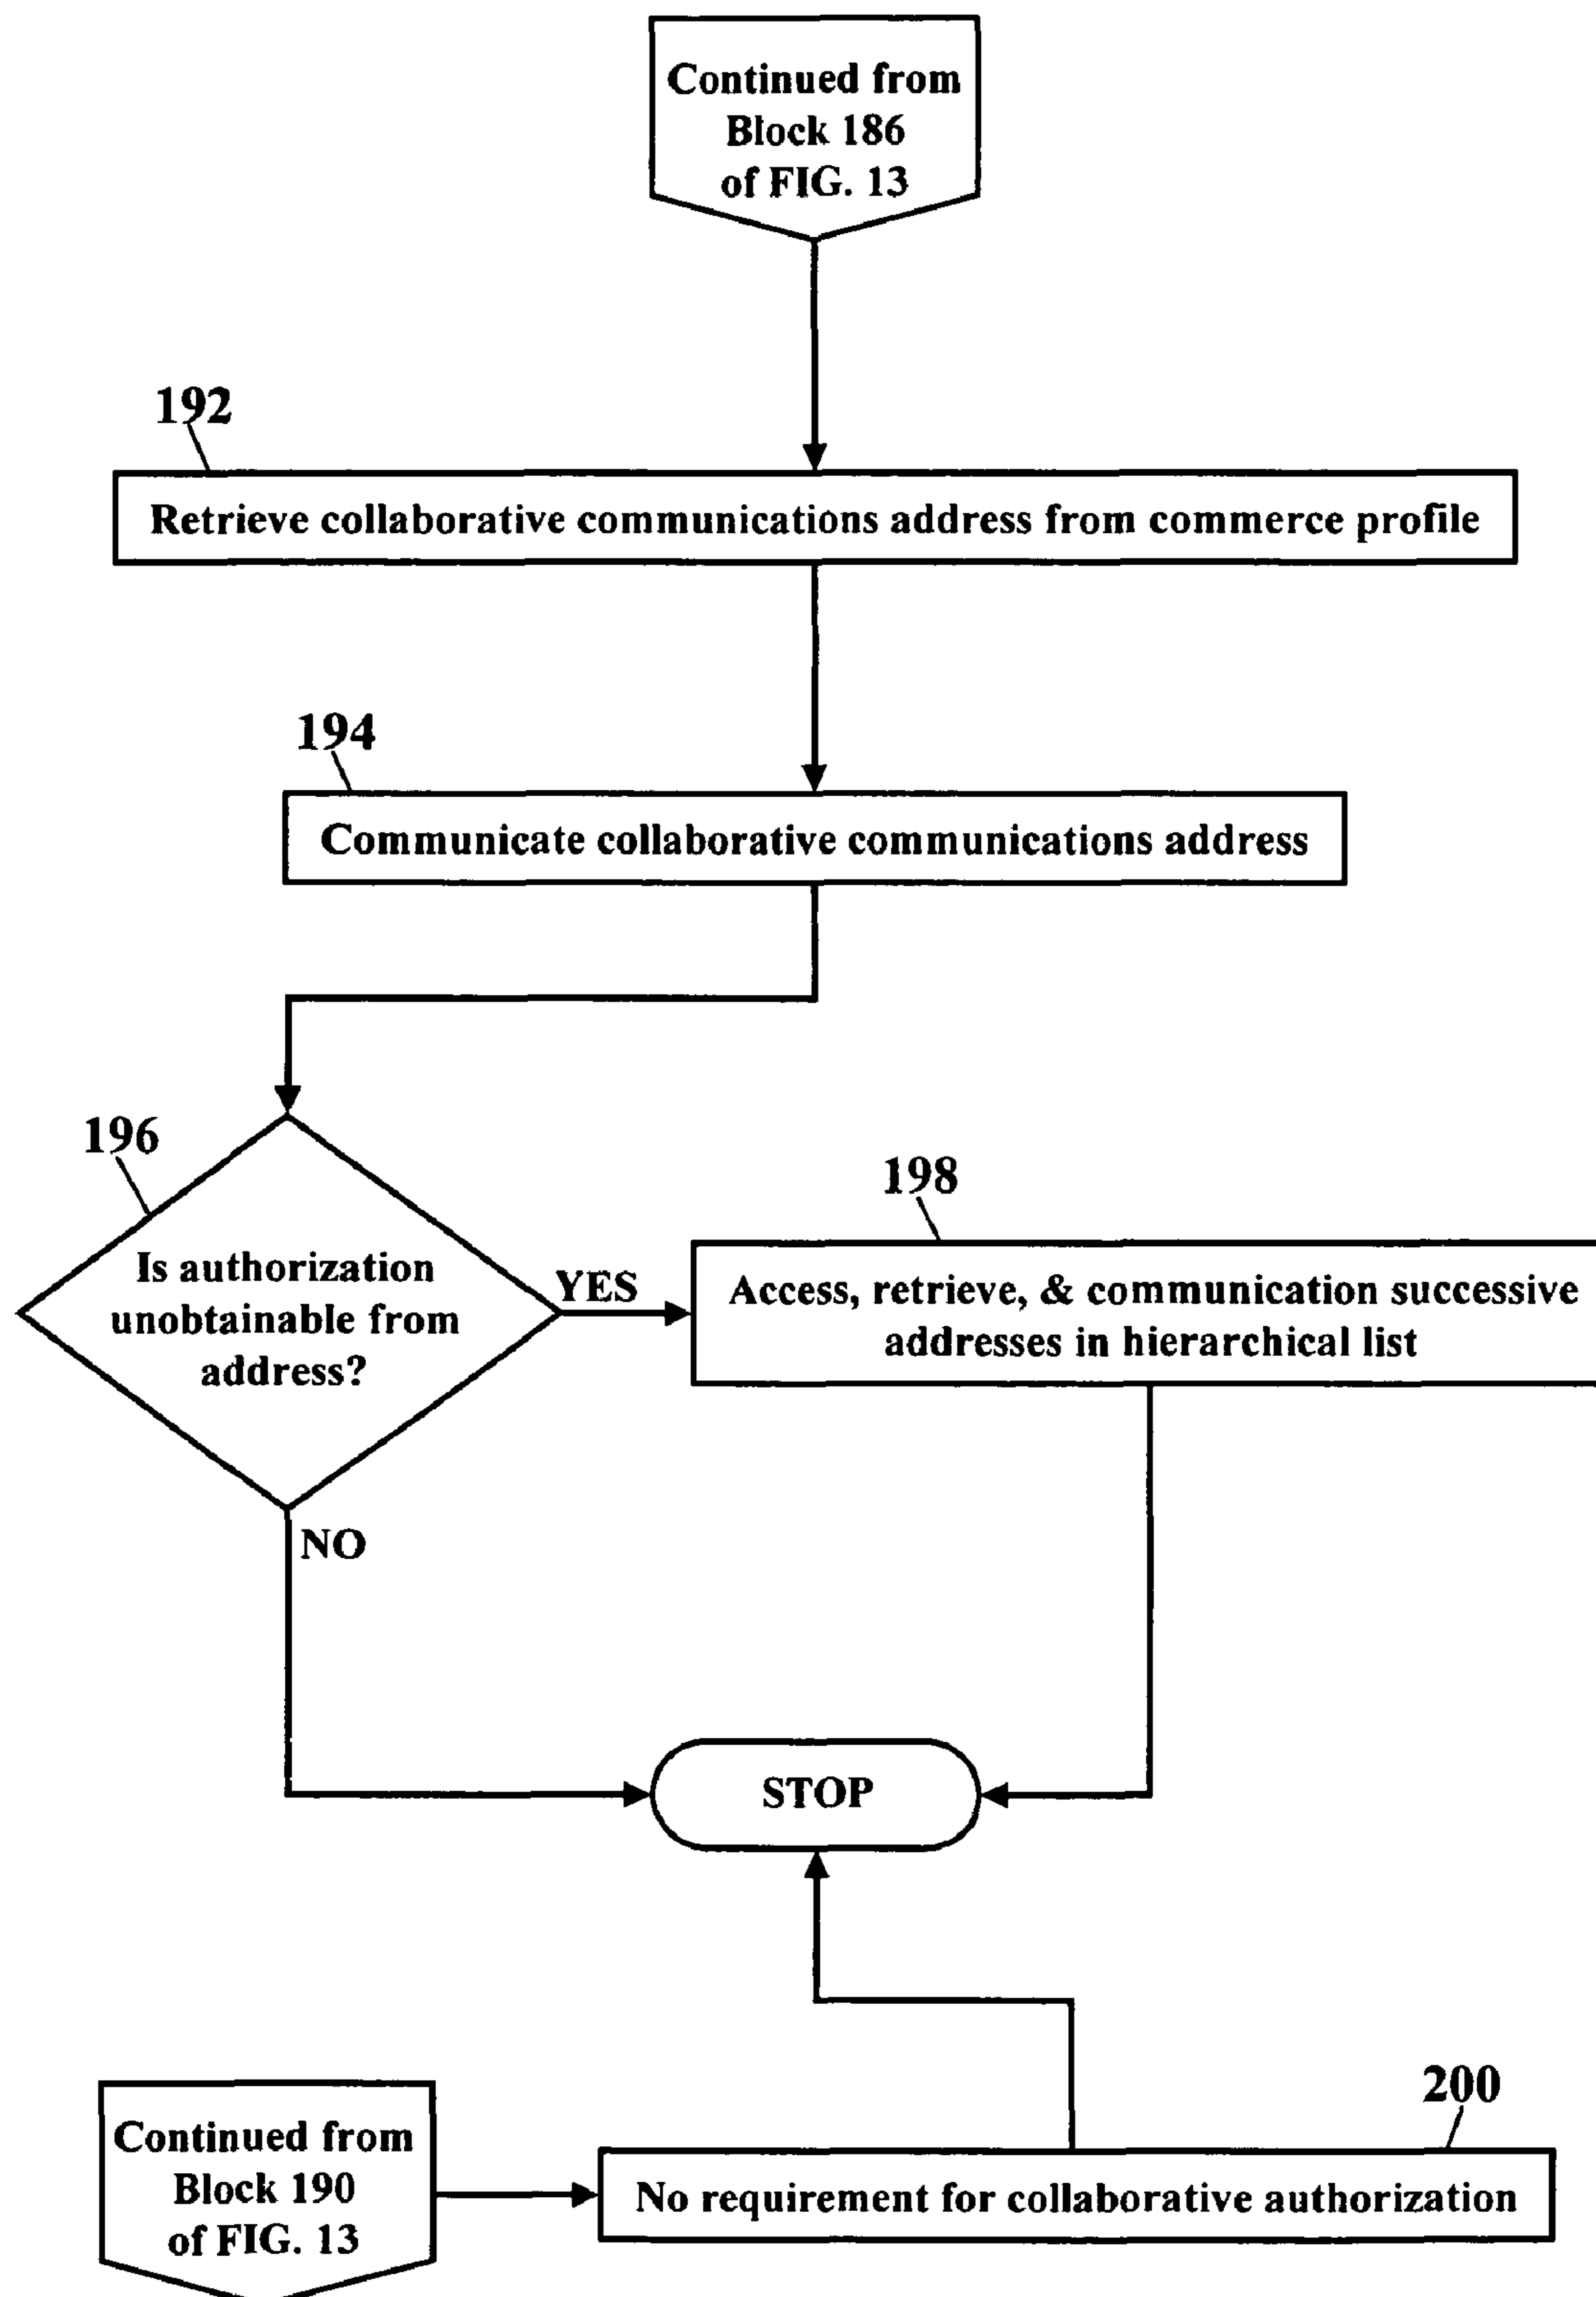 Continued from
Block 186
of FIG. 13
192
Retrieve collaborative communications address from commerce profile
194
Communicate collaborative communications address
196
Is authorization
unobtainable from
address?
YES
198
Access, retrieve, & communication successive
addresses in hierarchical list
NO
STOP
200
Continued from
Block 190
of FIG. 13
No requirement for collaborative authorization